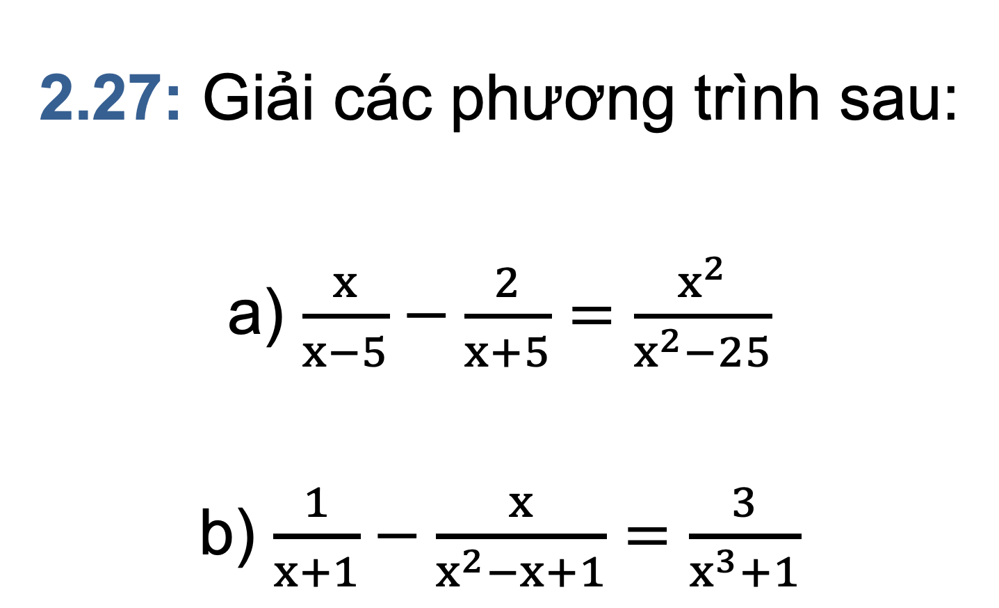 2.27: Giải các phương trình sau:
a) x/(x−5) − 2/(x+5) = x²/(x²−25)
b) 1/(x+1) − x/(x²−x+1) = 3/(x³+1)